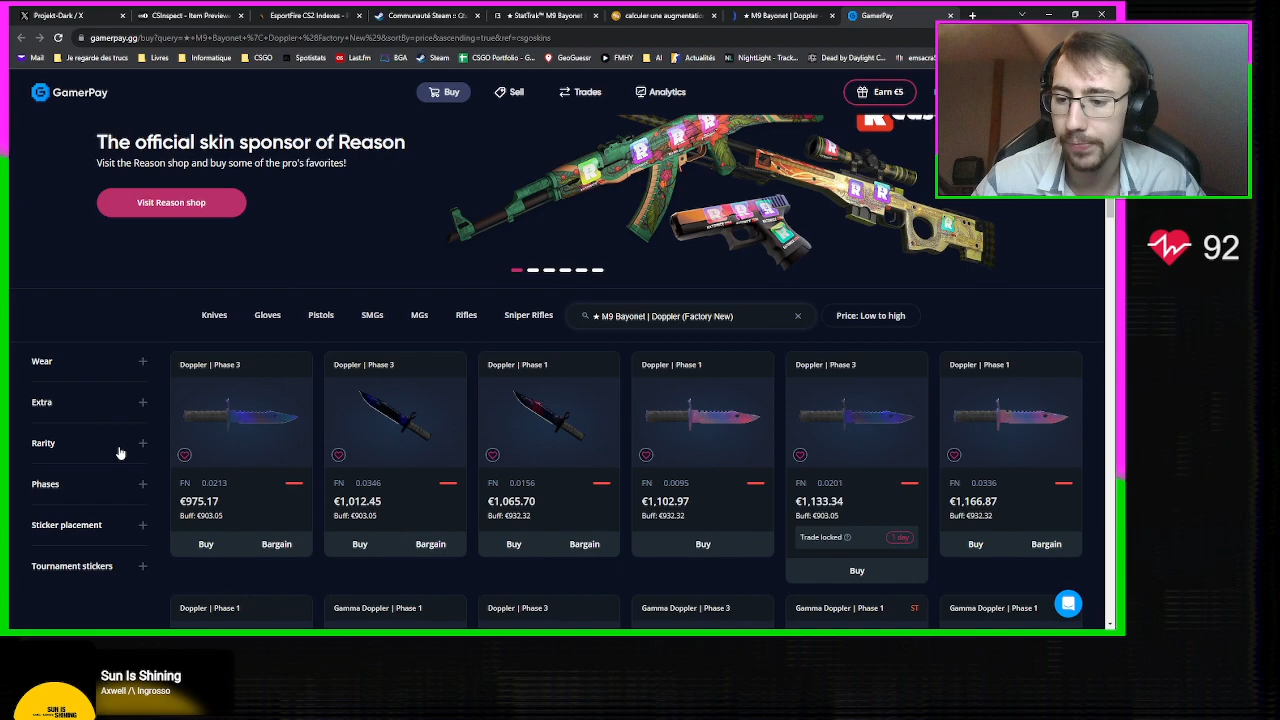 Projekt-Dark / X
CSInspect - Item Preview
EsportFire CS2 Indexes -
Communauté Steam :: Gu
★ StatTrak™ M9 Bayonet
calculer une augmentatio
★ M9 Bayonet | Doppler
GamerPay
gamerpay.gg/buy?query=★+M9+Bayonet+%7C+Doppler+%28Factory+New%29&sortBy=price&ascending=true&ref=csgoskins
Mail
Je regarde des trucs
Livres
Informatique
CSGO
Spotistats
Last.fm
BGA
Steam
CSGO Portfolio - G...
GeoGuessr
FMHY
AI
Actualités
NightLight - Track...
Dead by Daylight C...
emsacra
GamerPay
Buy
Sell
Trades
Analytics
Earn €5
The official skin sponsor of Reason
Visit the Reason shop and buy some of the pro's favorites!
Visit Reason shop
92
Knives
Gloves
Pistols
SMGs
MGs
Rifles
Sniper Rifles
★ M9 Bayonet | Doppler (Factory New)
Price: Low to high
Wear
Extra
Rarity
Phases
Sticker placement
Tournament stickers
Doppler | Phase 3
FN 0.0213
€975.17
Buff: €903.05
Buy
Bargain
Doppler | Phase 3
FN 0.0346
€1,012.45
Buff: €903.05
Buy
Bargain
Doppler | Phase 1
FN 0.0156
€1,065.70
Buff: €932.32
Buy
Bargain
Doppler | Phase 1
FN 0.0095
€1,102.97
Buff: €932.32
Buy
Doppler | Phase 3
FN 0.0201
€1,133.34
Buff: €903.05
Trade locked
1 day
Buy
Doppler | Phase 1
FN 0.0336
€1,166.87
Buff: €932.32
Buy
Bargain
Doppler | Phase 1
Gamma Doppler | Phase 1
Doppler | Phase 3
Gamma Doppler | Phase 3
Gamma Doppler | Phase 1
ST
Gamma Doppler | Phase 1
SUN IS
SHINING
Sun Is Shining
Axwell /\ Ingrosso